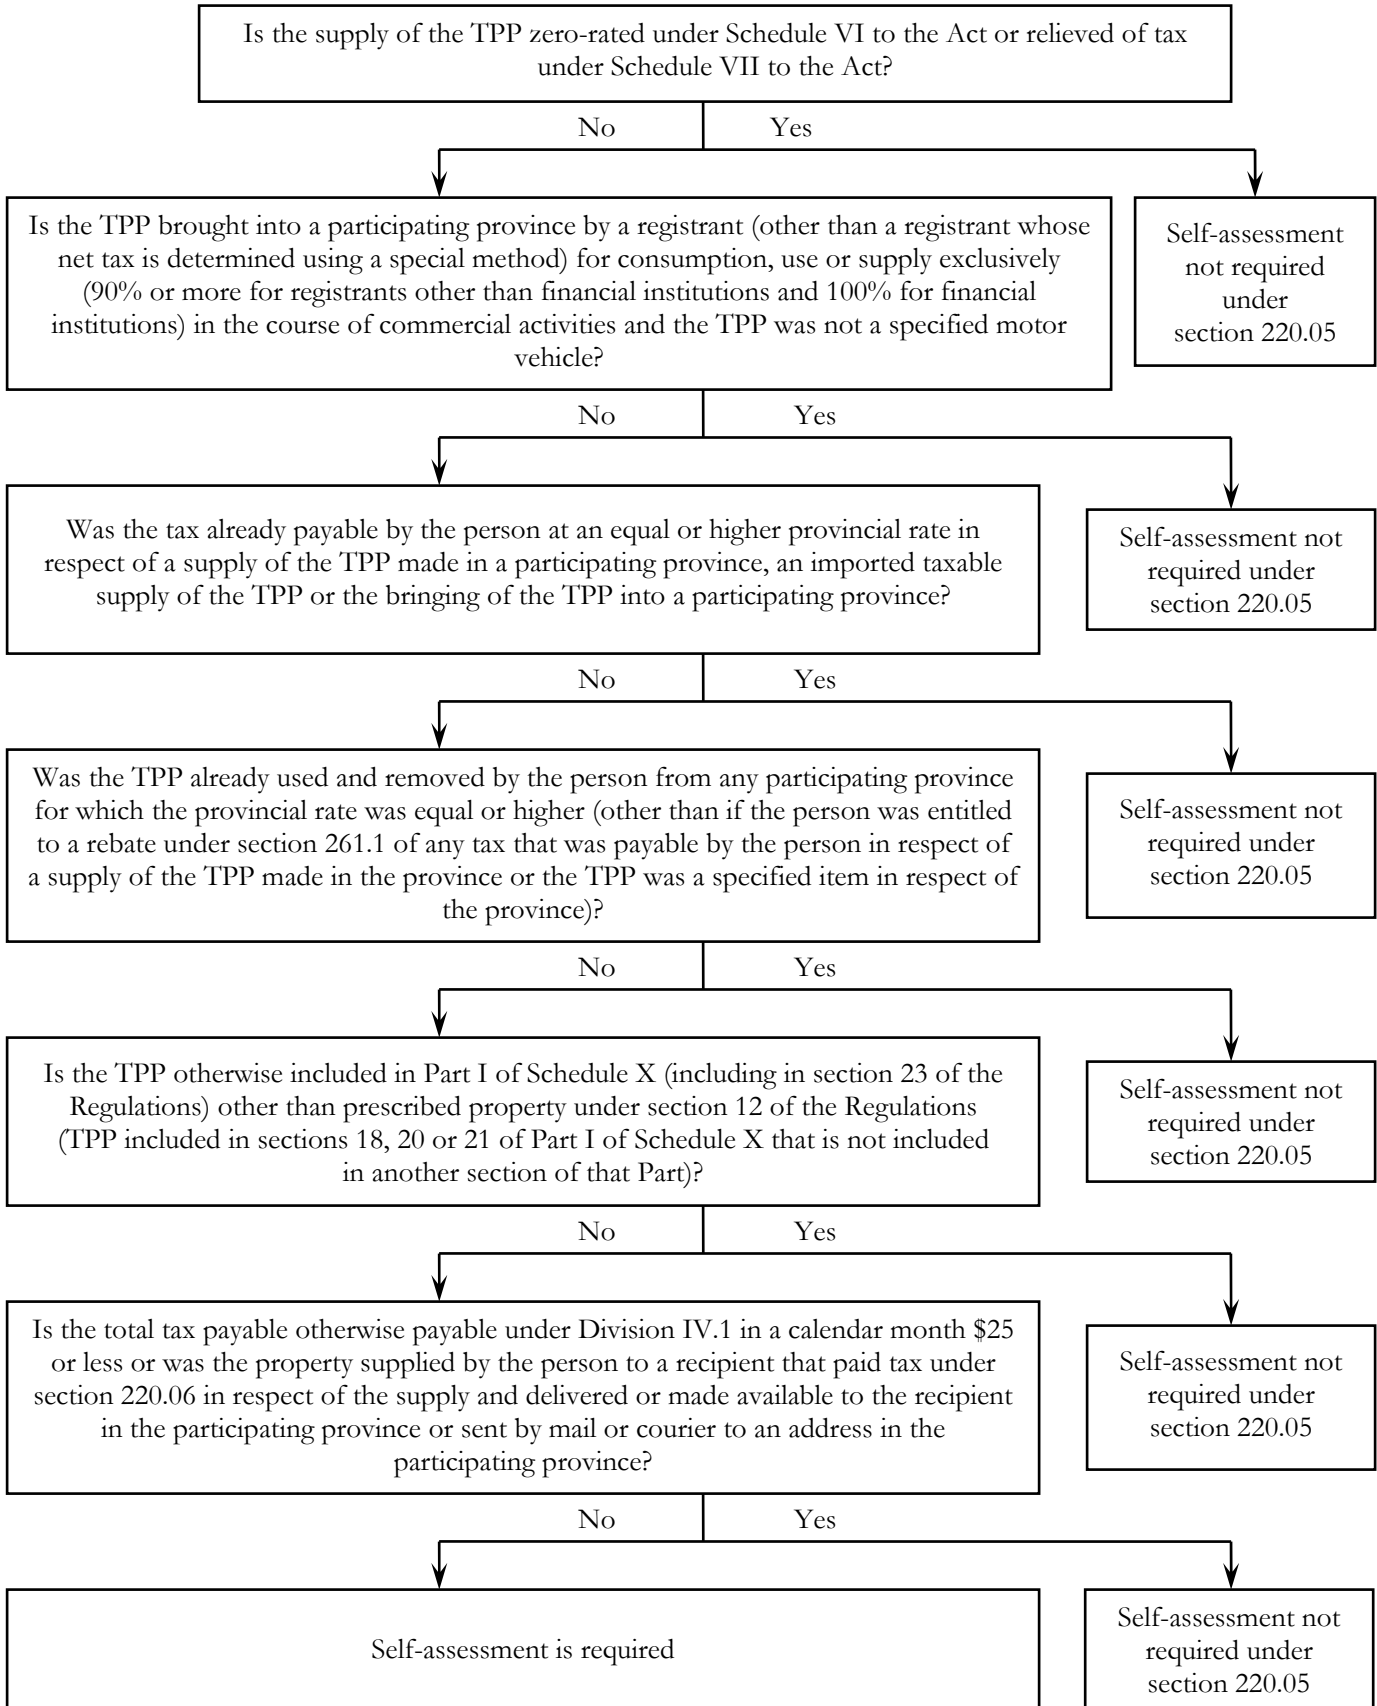 Is the supply of the TPP zero-rated under Schedule VI to the Act or relieved of tax
under Schedule VII to the Act?
No
Yes
Is the TPP brought into a participating province by a registrant (other than a registrant whose
net tax is determined using a special method) for consumption, use or supply exclusively
(90% or more for registrants other than financial institutions and 100% for financial
institutions) in the course of commercial activities and the TPP was not a specified motor
vehicle?
Self-assessment
not required
under
section 220.05
No
Yes
Was the tax already payable by the person at an equal or higher provincial rate in
respect of a supply of the TPP made in a participating province, an imported taxable
supply of the TPP or the bringing of the TPP into a participating province?
Self-assessment not
required under
section 220.05
No
Yes
Was the TPP already used and removed by the person from any participating province
for which the provincial rate was equal or higher (other than if the person was entitled
to a rebate under section 261.1 of any tax that was payable by the person in respect of
a supply of the TPP made in the province or the TPP was a specified item in respect of
the province)?
Self-assessment not
required under
section 220.05
No
Yes
Is the TPP otherwise included in Part I of Schedule X (including in section 23 of the
Regulations) other than prescribed property under section 12 of the Regulations
(TPP included in sections 18, 20 or 21 of Part I of Schedule X that is not included
in another section of that Part)?
Self-assessment not
required under
section 220.05
No
Yes
Is the total tax payable otherwise payable under Division IV.1 in a calendar month $25
or less or was the property supplied by the person to a recipient that paid tax under
section 220.06 in respect of the supply and delivered or made available to the recipient
in the participating province or sent by mail or courier to an address in the
participating province?
Self-assessment not
required under
section 220.05
No
Yes
Self-assessment is required
Self-assessment not
required under
section 220.05